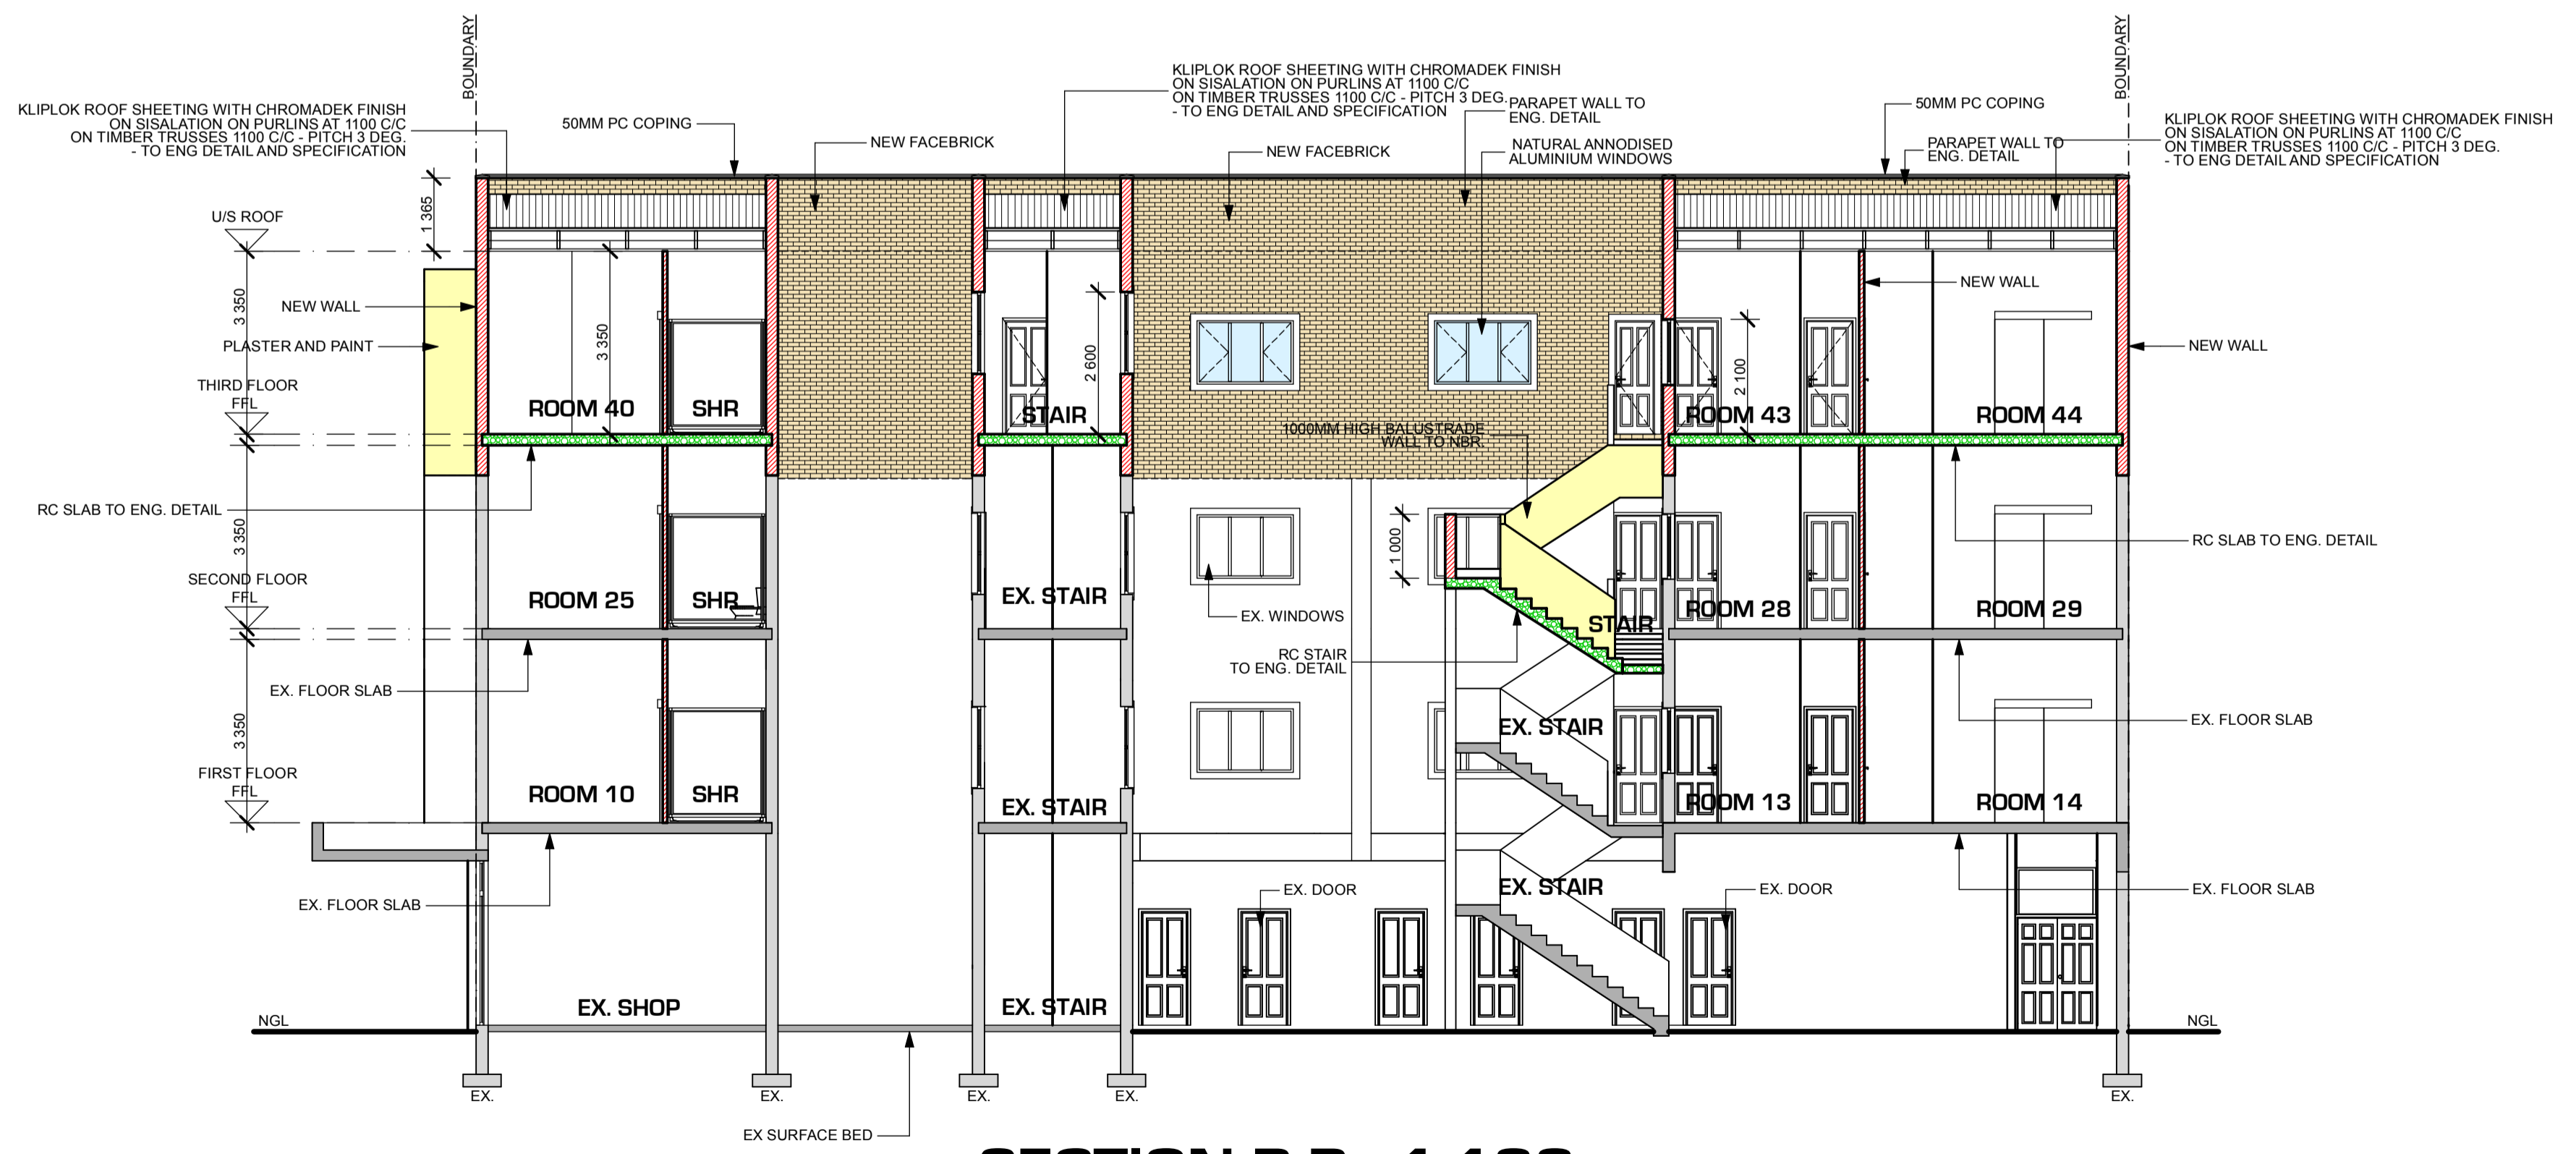 BOUNDARY
BOUNDARY
KLIPLOK ROOF SHEETING WITH CHROMADEK FINISH
ON SISALATION ON PURLINS AT 1100 C/C
ON TIMBER TRUSSES 1100 C/C - PITCH 3 DEG.
- TO ENG DETAIL AND SPECIFICATION
50MM PC COPING
NEW FACEBRICK
KLIPLOK ROOF SHEETING WITH CHROMADEK FINISH
ON SISALATION ON PURLINS AT 1100 C/C
ON TIMBER TRUSSES 1100 C/C - PITCH 3 DEG.
- TO ENG DETAIL AND SPECIFICATION
PARAPET WALL TO
ENG. DETAIL
NEW FACEBRICK
NATURAL ANNODISED
ALUMINIUM WINDOWS
50MM PC COPING
PARAPET WALL TO
ENG. DETAIL
KLIPLOK ROOF SHEETING WITH CHROMADEK FINISH
ON SISALATION ON PURLINS AT 1100 C/C
ON TIMBER TRUSSES 1100 C/C - PITCH 3 DEG.
- TO ENG DETAIL AND SPECIFICATION
1 365
U/S ROOF
3 350
NEW WALL
PLASTER AND PAINT
THIRD FLOOR
FFL
3 350
2 600
2 100
NEW WALL
NEW WALL
ROOM 40
SHR
STAIR
ROOM 43
ROOM 44
1000MM HIGH BALUSTRADE
WALL TO NBR.
RC SLAB TO ENG. DETAIL
3 350
1 000
RC SLAB TO ENG. DETAIL
SECOND FLOOR
FFL
ROOM 25
SHR
EX. STAIR
EX. WINDOWS
STAIR
ROOM 28
ROOM 29
RC STAIR
TO ENG. DETAIL
EX. FLOOR SLAB
3 350
EX. STAIR
EX. FLOOR SLAB
FIRST FLOOR
FFL
ROOM 10
SHR
EX. STAIR
ROOM 13
ROOM 14
EX. FLOOR SLAB
EX. DOOR
EX. STAIR
EX. DOOR
EX. FLOOR SLAB
EX. SHOP
EX. STAIR
NGL
NGL
EX.
EX.
EX.
EX.
EX.
EX SURFACE BED